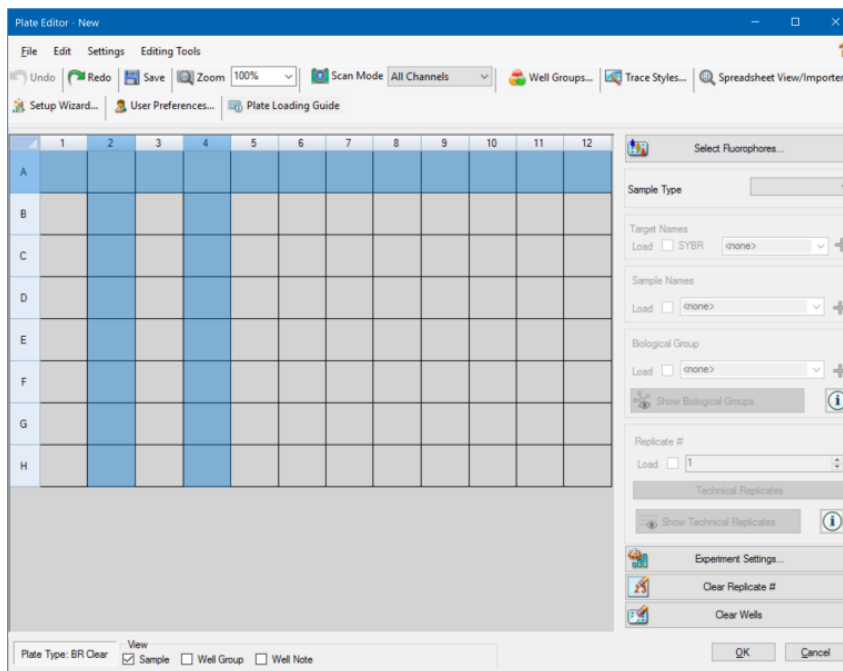 Plate Editor - New
File Edit Settings Editing Tools
Undo Redo Save Zoom 100% Scan Mode All Channels Well Groups... Trace Styles... Spreadsheet View/Importer
Setup Wizard... User Preferences... Plate Loading Guide
1 2 3 4 5 6 7 8 9 10 11 12
A
B
C
D
E
F
G
H
Select Fluorophores...
Sample Type
Target Names
Load SYBR <none>
Sample Names
Load <none>
Biological Group
Load <none>
Show Biological Groups
Replicate #
Load 1
Technical Replicates
Show Technical Replicates
Experiment Settings...
Clear Replicate #
Clear Wells
Plate Type: BR Clear
View
Sample Well Group Well Note
OK Cancel